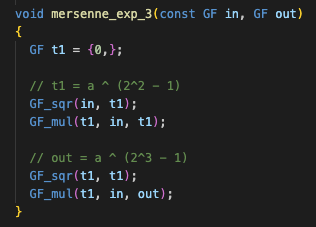 void mersenne_exp_3(const GF in, GF out)
{
  GF t1 = {0,};

  // t1 = a ^ (2^2 - 1)
  GF_sqr(in, t1);
  GF_mul(t1, in, t1);

  // out = a ^ (2^3 - 1)
  GF_sqr(t1, t1);
  GF_mul(t1, in, out);
}